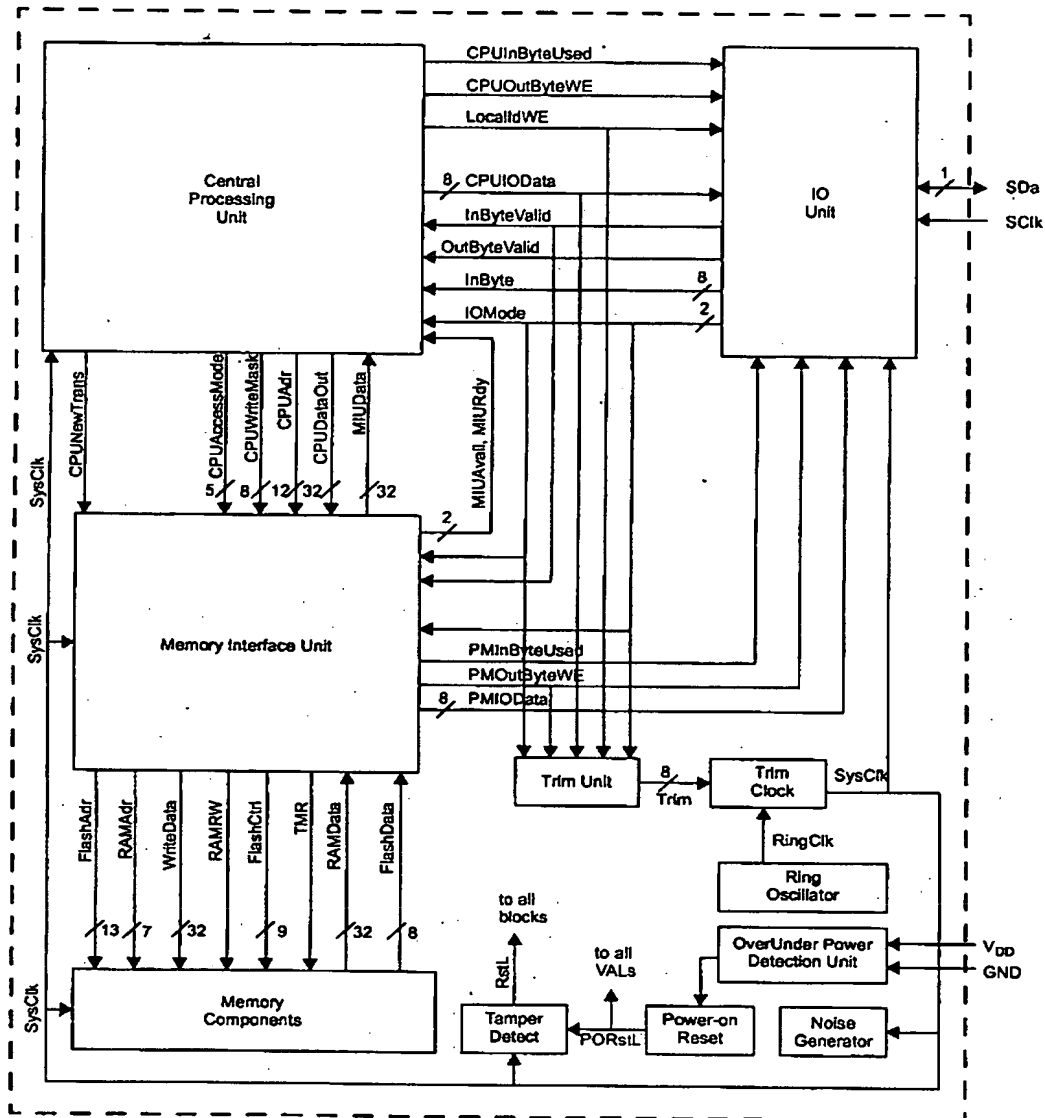 CPUInByteUsed
CPUOutByteWE
LocalIdWE
Central
Processing
Unit
8
CPUIOData
IO
Unit
1
SDa
InByteValid
SClk
OutByteValid
InByte
8
IOMode
2
SysClk
CPUNewTrans
CPUAccessMode
CPUWriteMask
CPUAdr
CPUDataOut
MIUData
MIUAvail, MIURdy
5
8
12
32
32
2
SysClk
Memory Interface Unit
PMInByteUsed
PMOutByteWE
8
PMIOData
Trim Unit
8
Trim
Trim
Clock
SysClk
FlashAdr
RAMAdr
WriteData
RAMRW
FlashCtrl
TMR
RAMData
FlashData
RingClk
Ring
Oscillator
13
7
32
9
32
8
to all
blocks
RstL
to all
VALs
OverUnder Power
Detection Unit
VDD
GND
SysClk
Memory
Components
Tamper
Detect
PORstL
Power-on
Reset
Noise
Generator